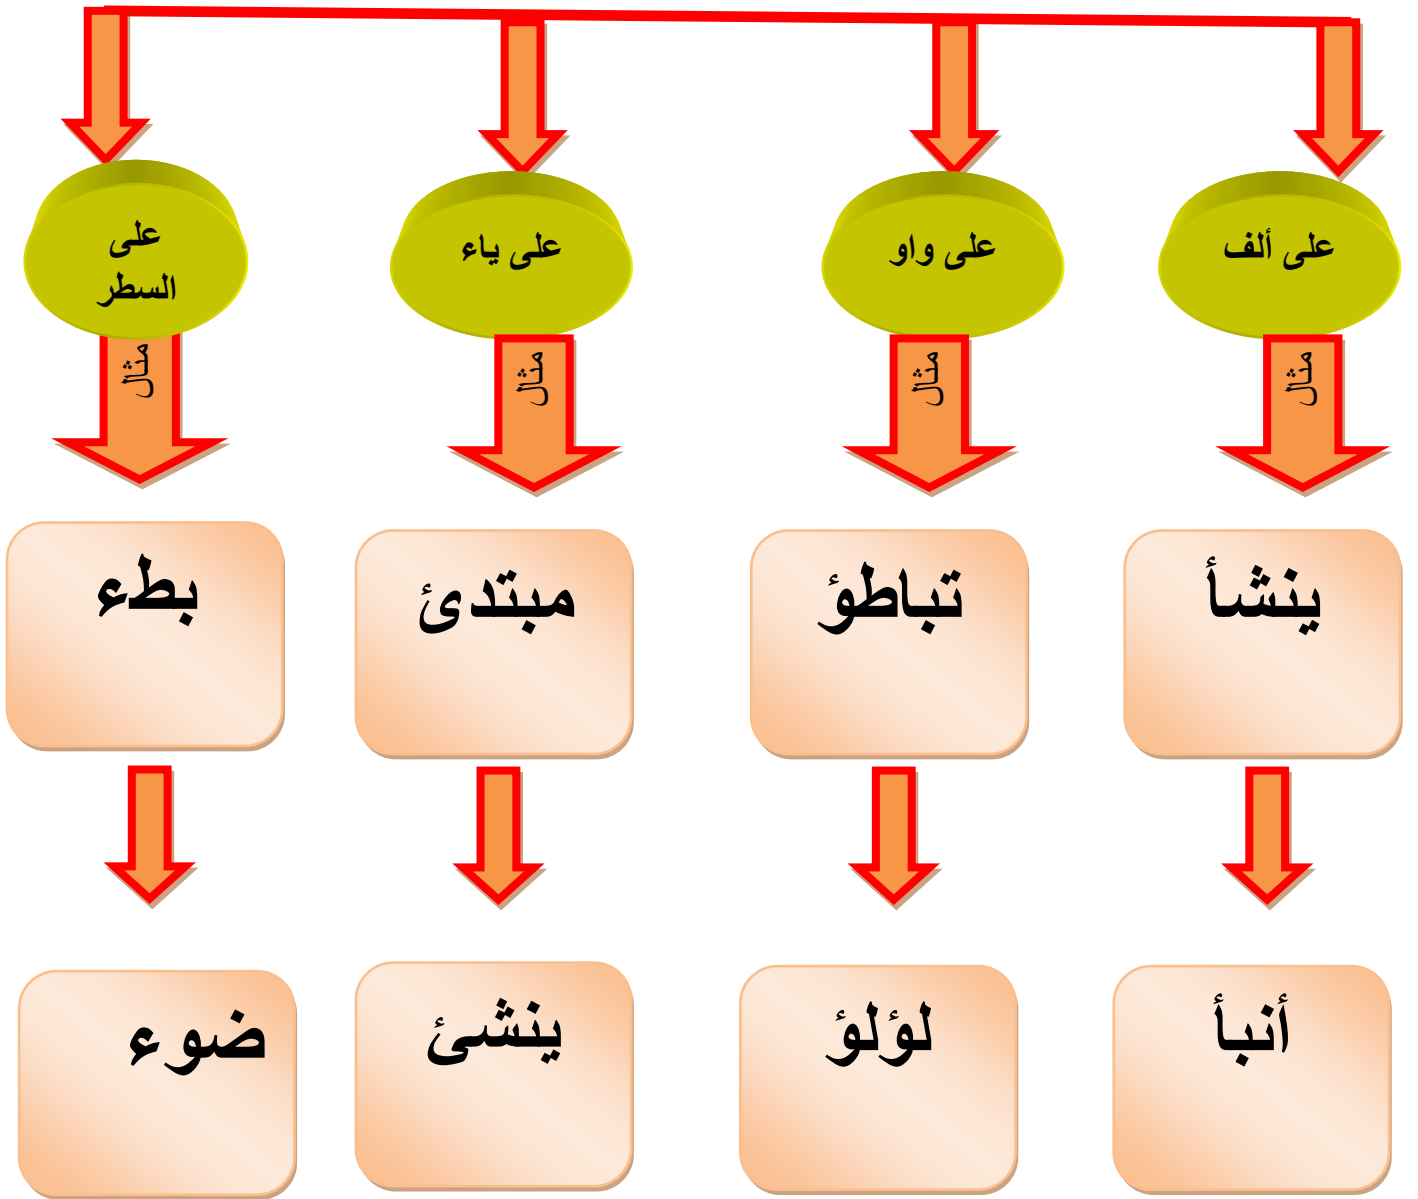 على ألف
على واو
على ياء
على
السطر
مثال
مثال
مثال
مثال
ينشأ
تباطؤ
مبتدئ
بطء
أنبأ
لؤلؤ
ينشئ
ضوء